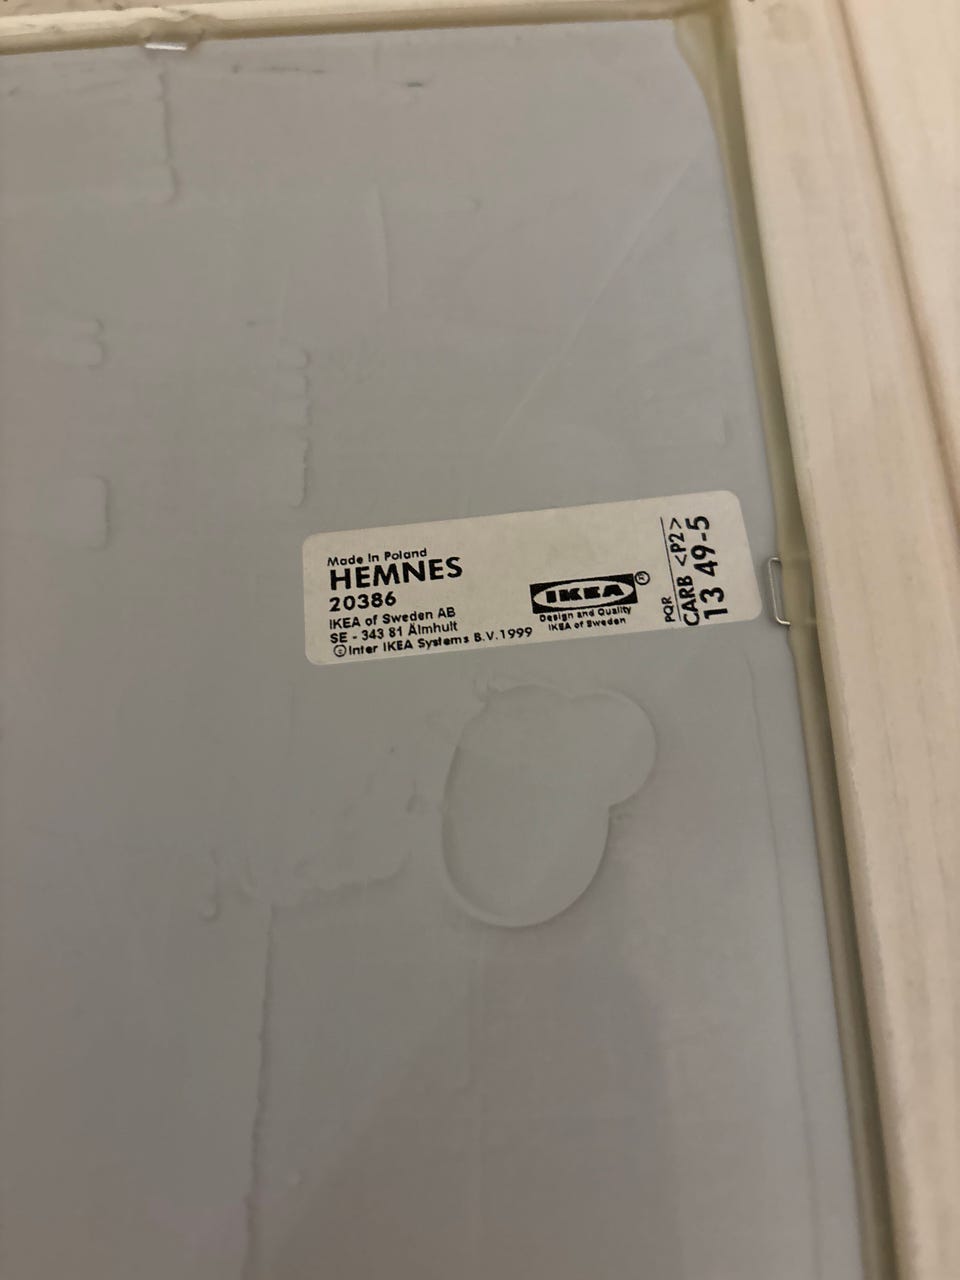 Made in Poland
HEMNES
20386
IKEA of Sweden AB
SE - 343 81 Älmhult
©Inter IKEA Systems B.V.1999
IKEA®
Design and Quality
IKEA of Sweden
PQR
CARB <P2>
13 49-5